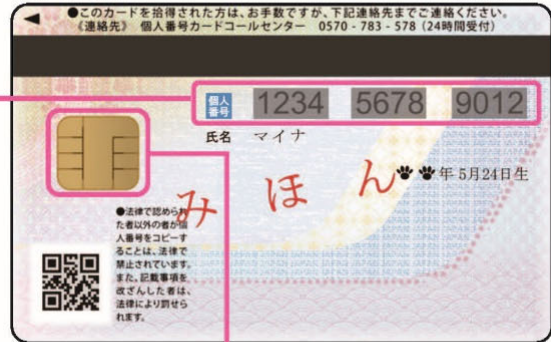 ●このカードを拾得された方は、お手数ですが、下記連絡先までご連絡ください。
《連絡先》 個人番号カードコールセンター 0570-783-578（24時間受付）
個人番号 1234 5678 9012
氏名 マイナ
年 5月24日生
みほん
●法律で認められ
た者以外の者が個
人番号をコピーす
ることは、法律で
禁止されています。
また、記載事項を
改ざんした者は、
法律により罰せら
れます。